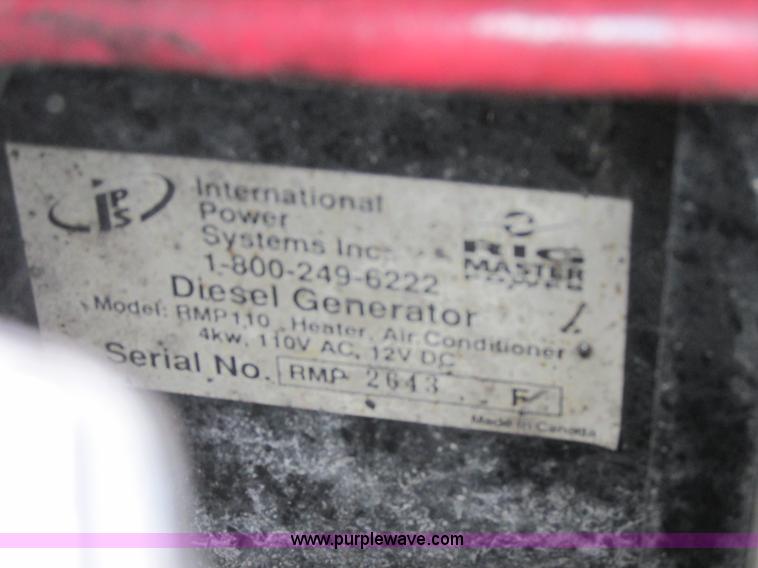 iPS
International
Power
Systems Inc.
1-800-249-6222
RIG
MASTER
POWER
Diesel Generator
Model: RMP110, Heater, Air Conditioner
4kw, 110V AC, 12V DC
Serial No. RMP 2643 F
Made in Canada
www.purplewave.com